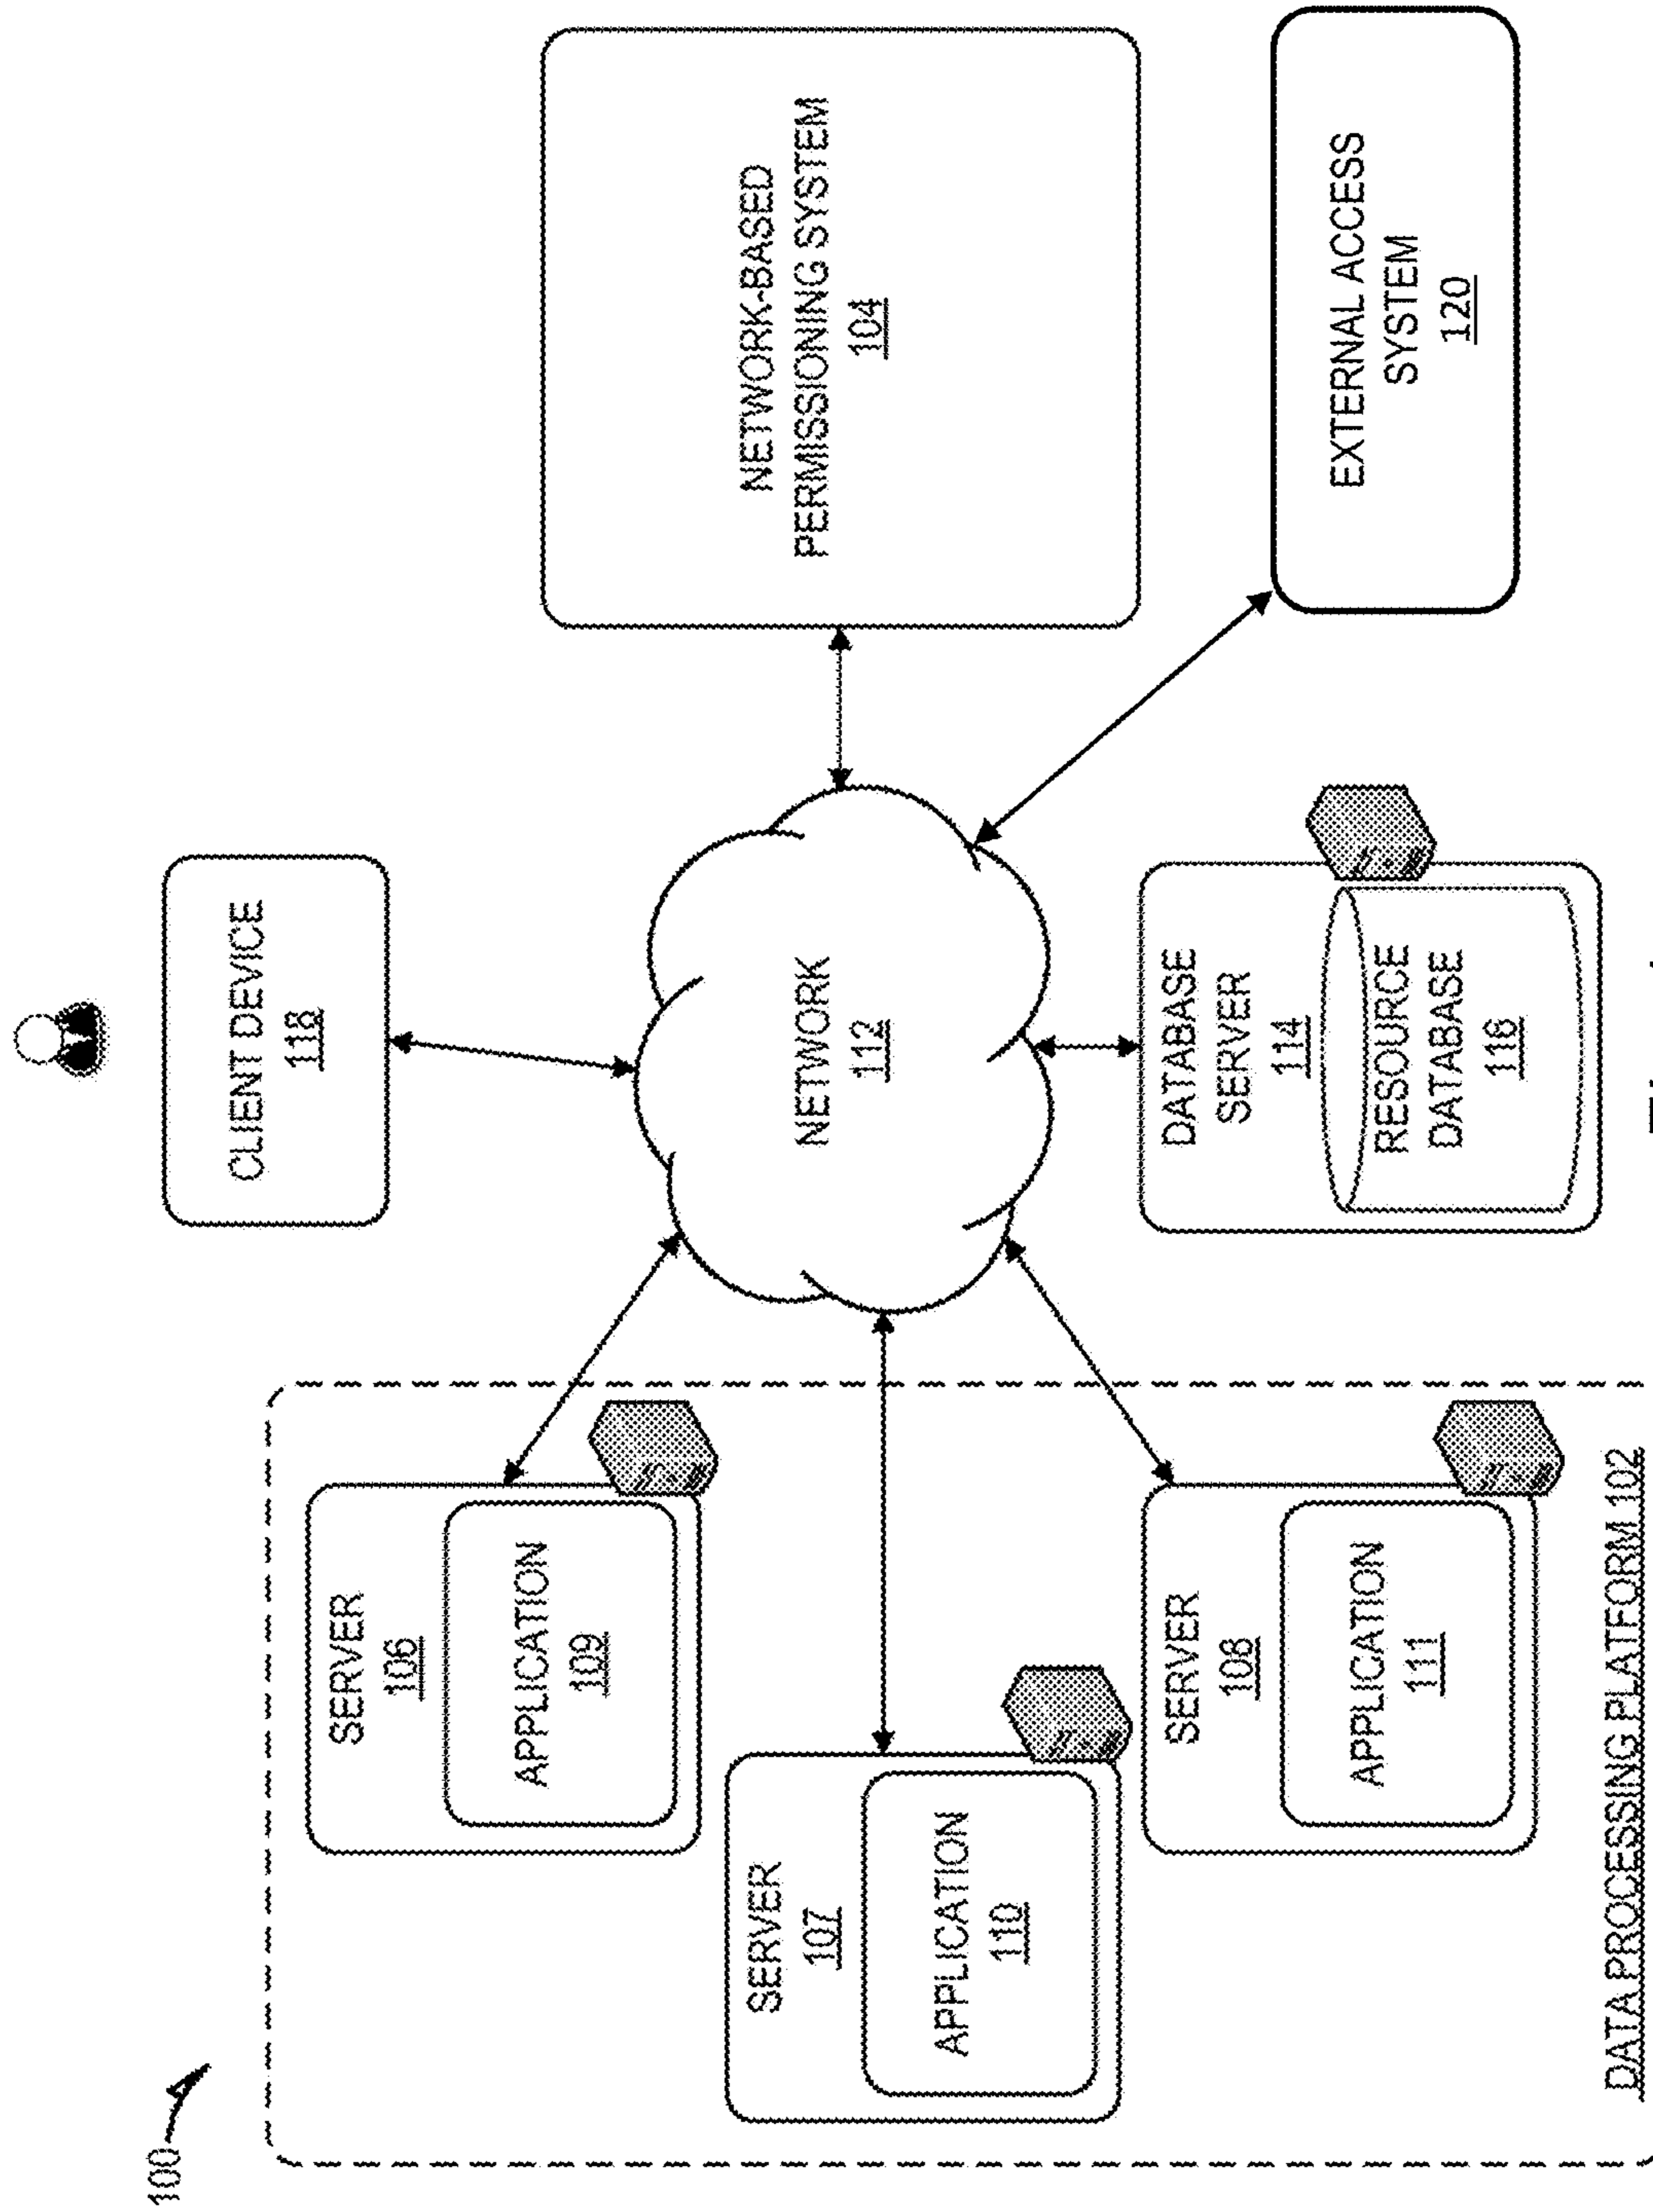 100
CLIENT DEVICE
118
SERVER
106
APPLICATION
109
SERVER
107
APPLICATION
110
SERVER
108
APPLICATION
111
DATA PROCESSING PLATFORM 102
NETWORK
112
DATABASE
SERVER
114
RESOURCE
DATABASE
116
NETWORK-BASED
PERMISSIONING SYSTEM
104
EXTERNAL ACCESS
SYSTEM
120